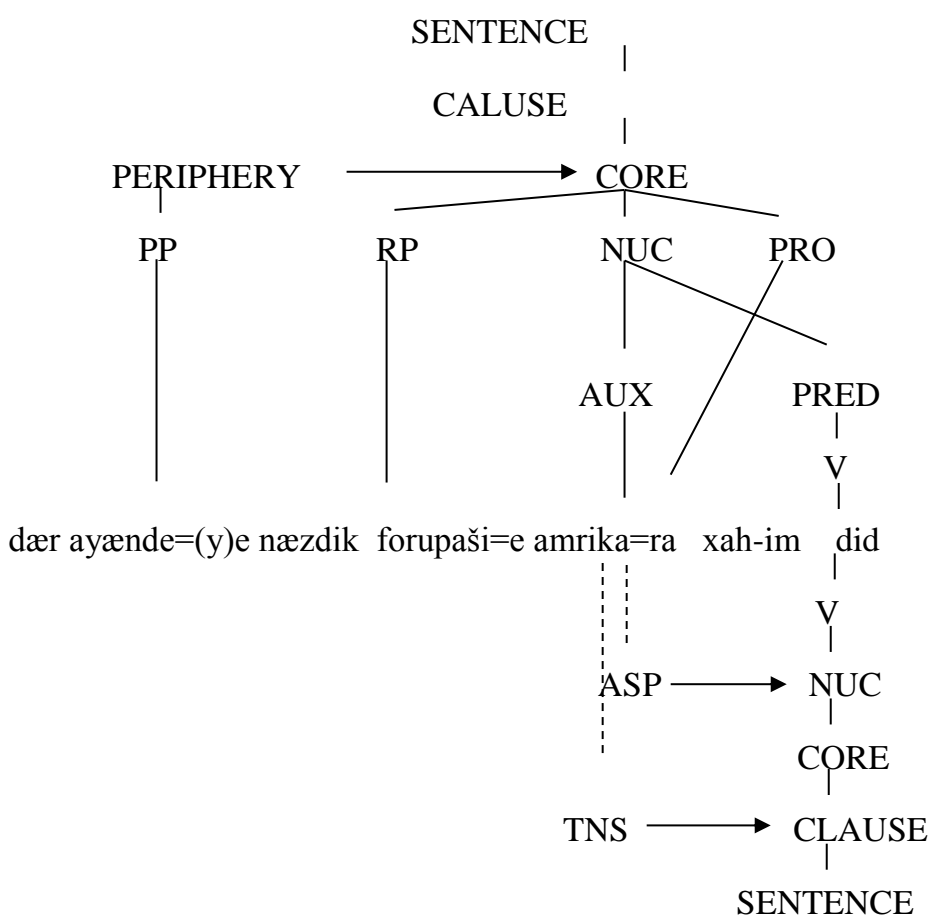 SENTENCE
CALUSE
PERIPHERY CORE
PP RP NUC PRO
AUX PRED
V
dær ayænde=(y)e næzdik forupaši=e amrika=ra xah-im did
V
ASP NUC
CORE
TNS CLAUSE
SENTENCE